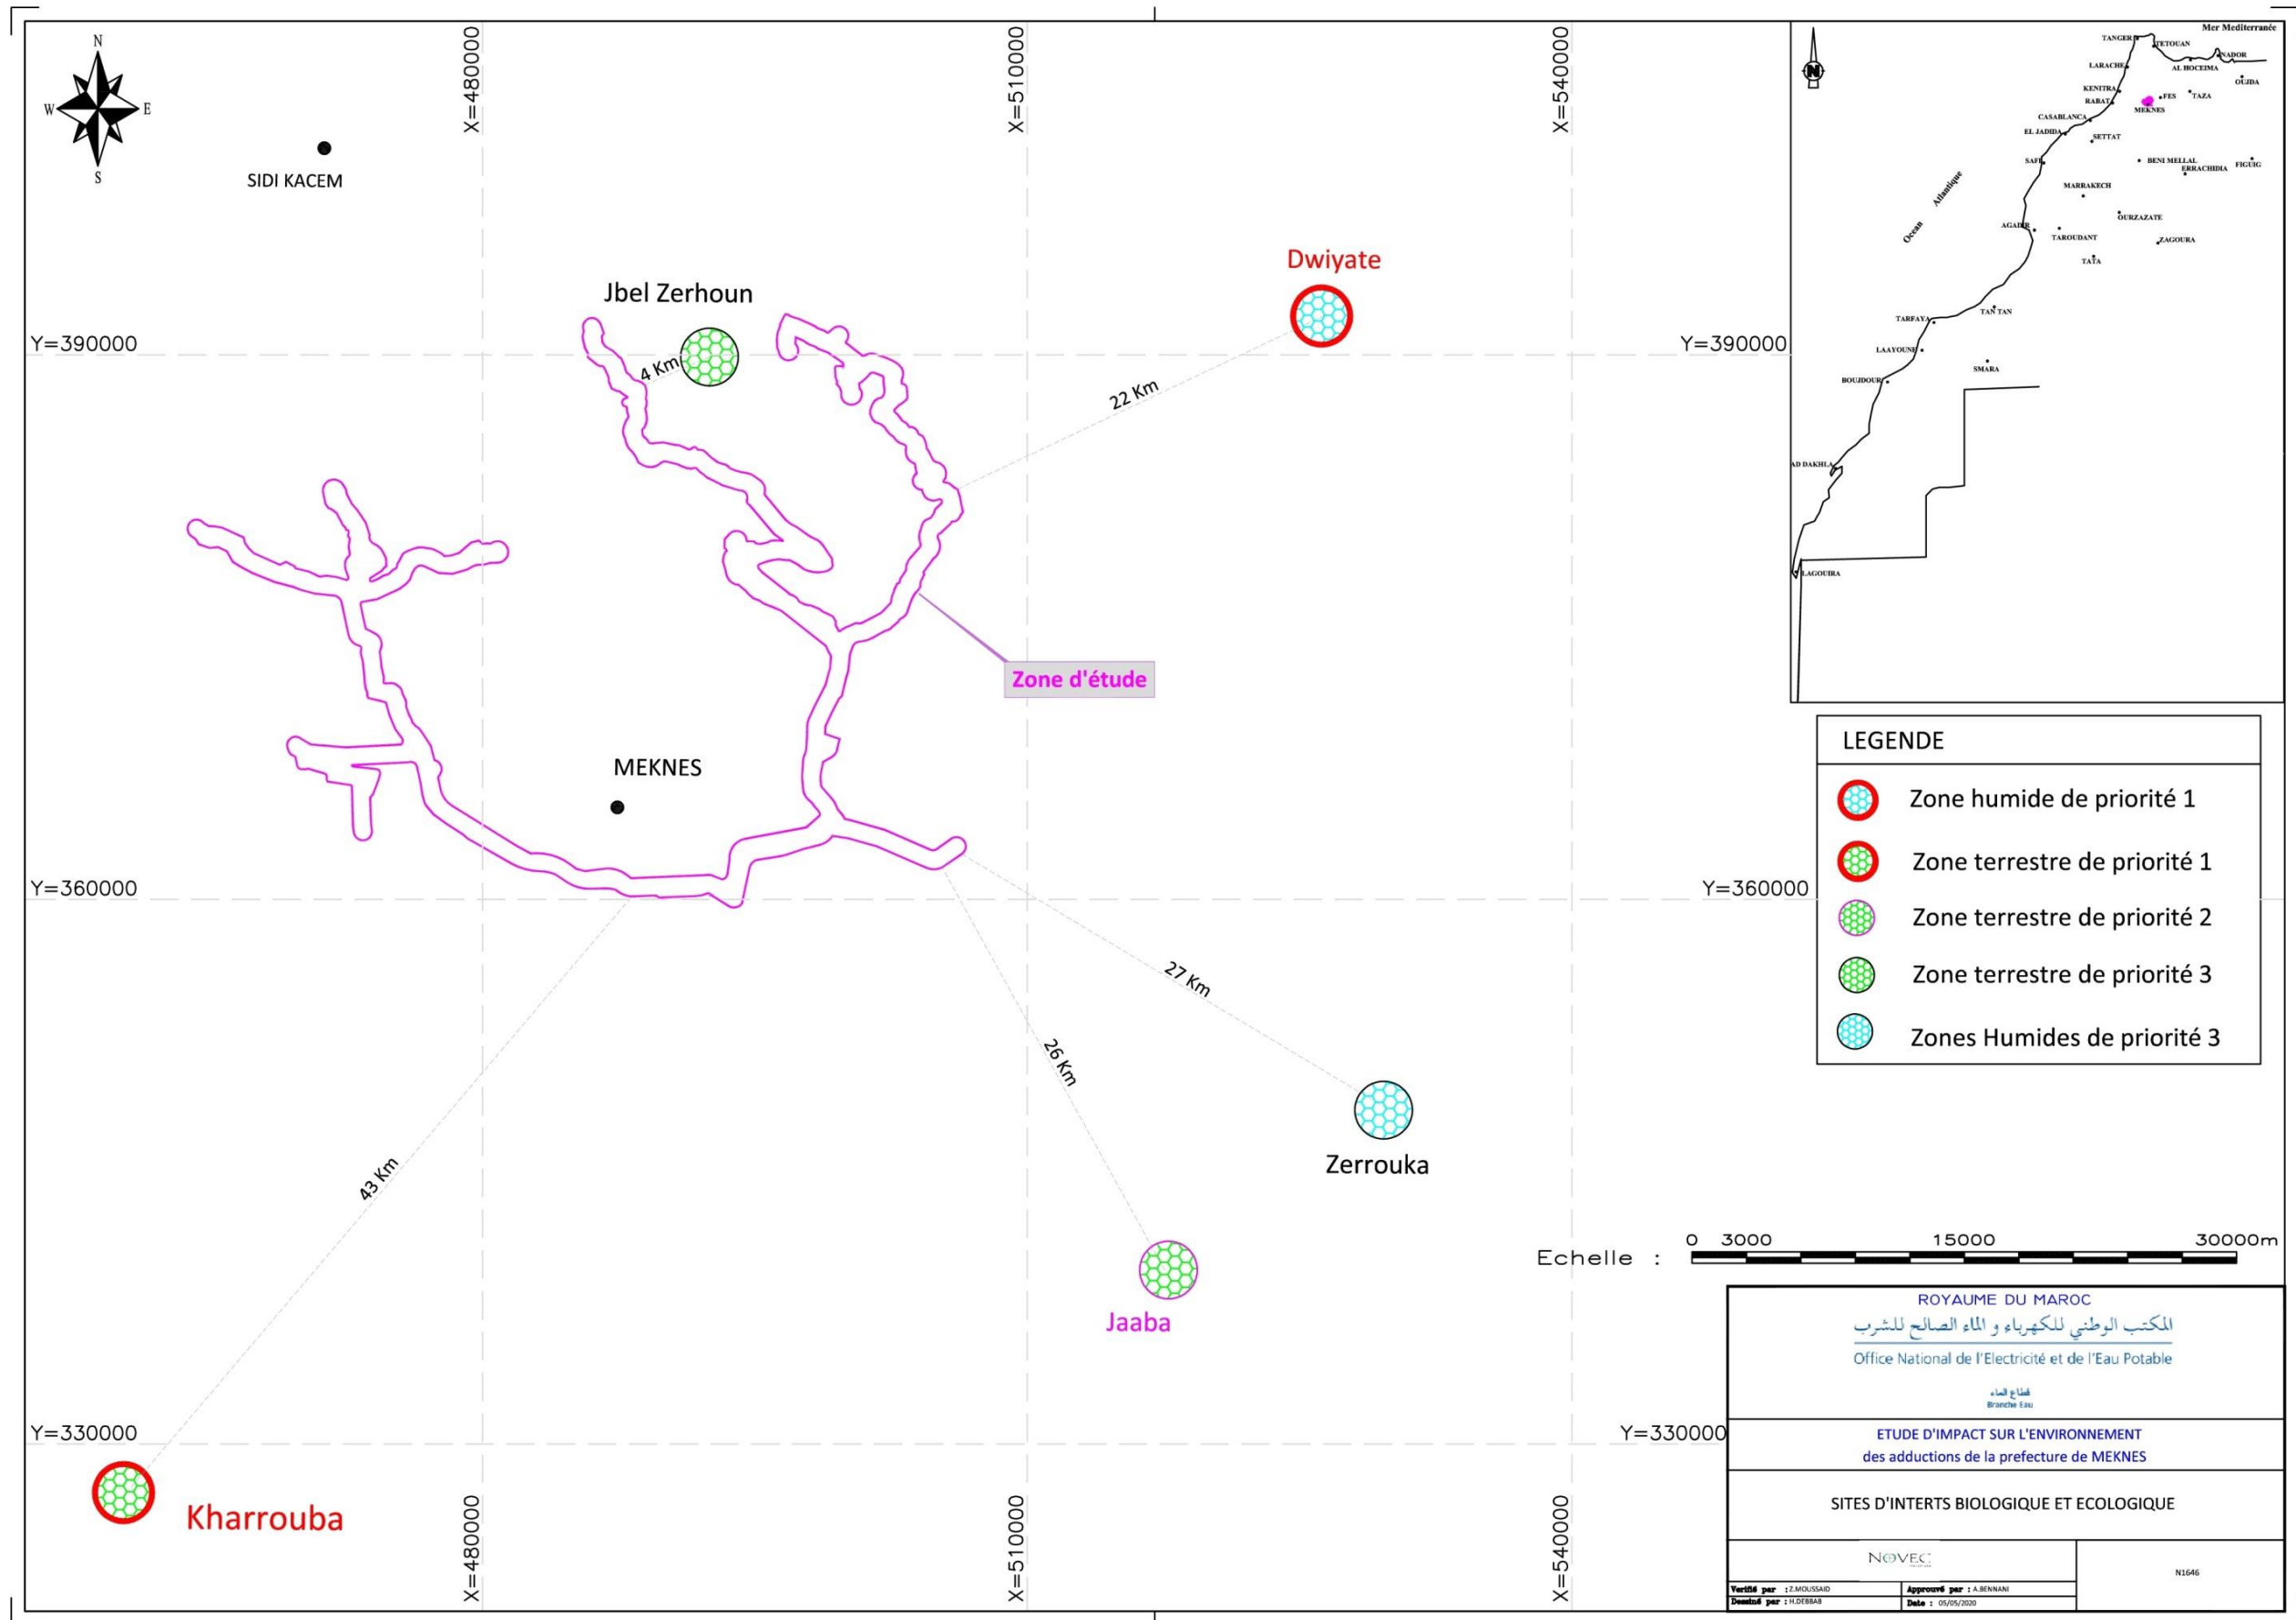 N
W
E
S
X=480000
X=510000
X=540000
SIDI KACEM
Jbel Zerhoun
Dwiyate
Y=390000
Y=390000
4 Km
22 Km
Zone d'étude
MEKNES
Y=360000
Y=360000
27 Km
26 Km
43 Km
Zerrouka
Jaaba
Y=330000
Y=330000
Kharrouba
X=480000
X=510000
X=540000
N
Mer Mediterranée
TANGER
TETOUAN
NADOR
LARACHE
AL HOCEIMA
OUJDA
KENITRA
RABAT
FES
TAZA
MEKNES
CASABLANCA
EL JADIDA
SETTAT
SAFI
BENI MELLAL
ERRACHIDIA
FIGUIG
MARRAKECH
Ocean Atlantique
OURZAZATE
AGADIR
TAROUDANT
ZAGOURA
TATA
TAN TAN
TARFAYA
LAAYOUNE
SMARA
BOUJDOUR
AD DAKHLA
LAGOUIRA
LEGENDE
Zone humide de priorité 1
Zone terrestre de priorité 1
Zone terrestre de priorité 2
Zone terrestre de priorité 3
Zones Humides de priorité 3
0 3000 15000 30000m
Echelle :
ROYAUME DU MAROC
المكتب الوطني للكهرباء و الماء الصالح للشرب
Office National de l'Electricité et de l'Eau Potable
قطاع الماء
Branche Eau
ETUDE D'IMPACT SUR L'ENVIRONNEMENT
des adductions de la prefecture de MEKNES
SITES D'INTERTS BIOLOGIQUE ET ECOLOGIQUE
NOVEC
N1646
Verifié par : Z.MOUSSAID
Approuvé par : A.BENNANI
Dessiné par : H.DEBBAB
Date : 05/05/2020